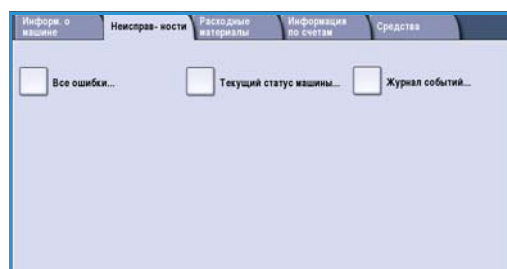 Информ. о
машине
Неисправ- ности
Расходные
материалы
Информация
по счетам
Средства
Все ошибки...
Текущий статус машины...
Журнал событий...